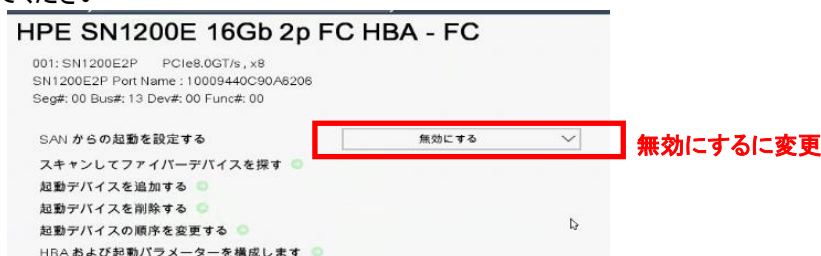 てください
HPE SN1200E 16Gb 2p FC HBA - FC
001: SN1200E2P PCIe8.0GT/s , x8
SN1200E2P Port Name : 10009440C90A6206
Seg#: 00 Bus#: 13 Dev#: 00 Func#: 00
SAN からの起動を設定する 無効にする
無効にするに変更
スキャンしてファイバーデバイスを探す
起動デバイスを追加する
起動デバイスを削除する
起動デバイスの順序を変更する
HBA および起動パラメーターを構成します